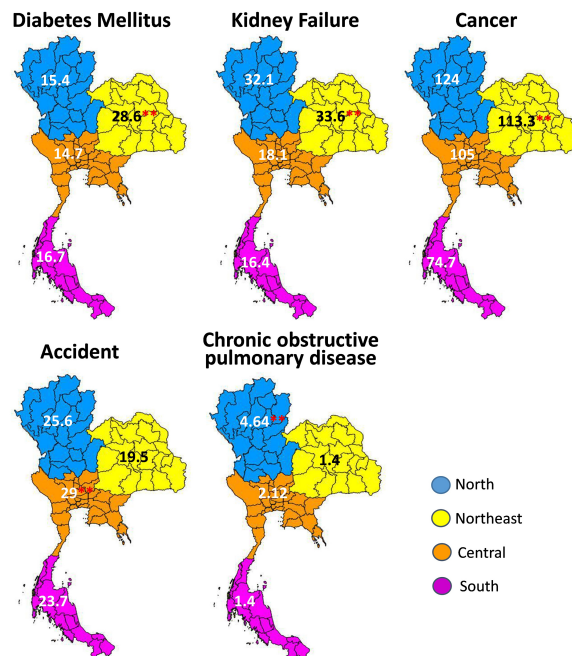 Diabetes Mellitus
Kidney Failure
Cancer
15.4
28.6**
14.7
16.7
32.1
33.6**
18.1
16.4
124
113.3**
105
74.7
Accident
Chronic obstructive
pulmonary disease
25.6
19.5
29**
23.7
4.64**
1.4
2.12
1.4
North
Northeast
Central
South